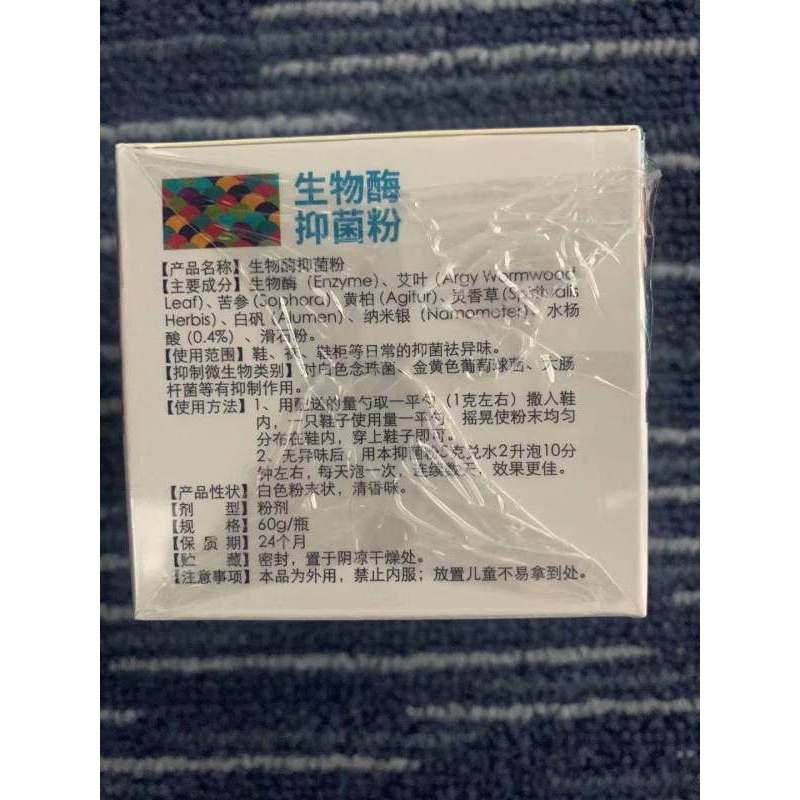 生物酶
抑菌粉
【产品名称】生物酶抑菌粉
【主要成分】生物酶(Enzyme)、艾叶(Argy Wormwood
Leaf)、苦参(Sophora)、黄柏(Agitur)、灵香草(Spiritualis
Herbis)、白矾(Alumen)、纳米银(Namometer)、水杨
酸(0.4%)、滑石粉。
【使用范围】鞋、袜、鞋柜等日常的抑菌祛异味。
【抑制微生物类别】对白色念珠菌、金黄色葡萄球菌、大肠
杆菌等有抑制作用。
【使用方法】1、用配送的量勺取一平勺(1克左右)撒入鞋
内,一只鞋子使用量一平勺 摇晃使粉末均匀
分布在鞋内,穿上鞋子即可。
2、无异味后,用本抑菌粉5克兑水2升泡10分
钟左右,每天泡一次,连续数天,效果更佳。
【产品性状】白色粉末状,清香味。
【剂 型】粉剂
【规 格】60g/瓶
【保 质 期】24个月
【贮 藏】密封,置于阴凉干燥处。
【注意事项】本品为外用,禁止内服;放置儿童不易拿到处。